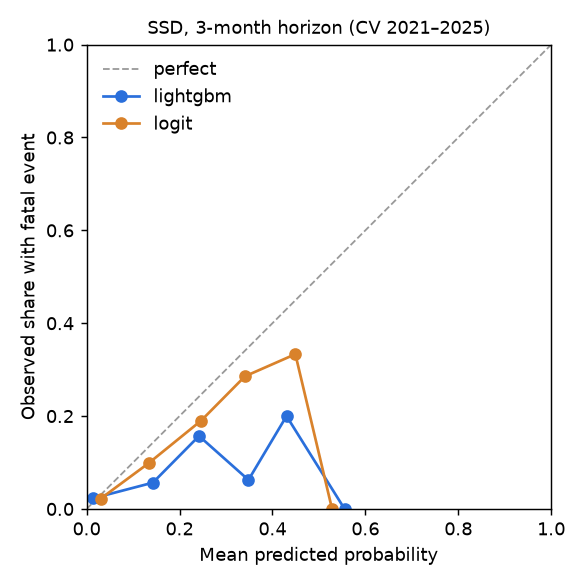 SSD, 3-month horizon (CV 2021–2025)
1.0
0.8
0.6
0.4
0.2
0.0
Observed share with fatal event
perfect
lightgbm
logit
0.0 0.2 0.4 0.6 0.8 1.0
Mean predicted probability